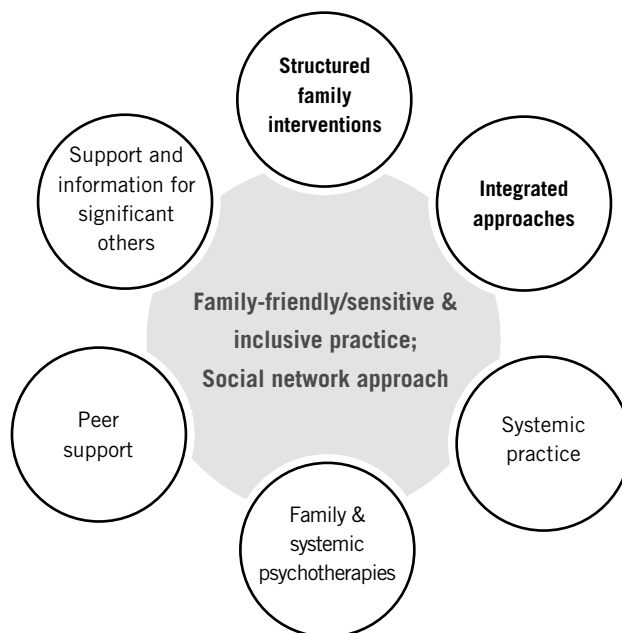 Structured
family
interventions
Support and
information for
significant
others
Integrated
approaches
Family-friendly/sensitive &
inclusive practice;
Social network approach
Peer
support
Systemic
practice
Family &
systemic
psychotherapies